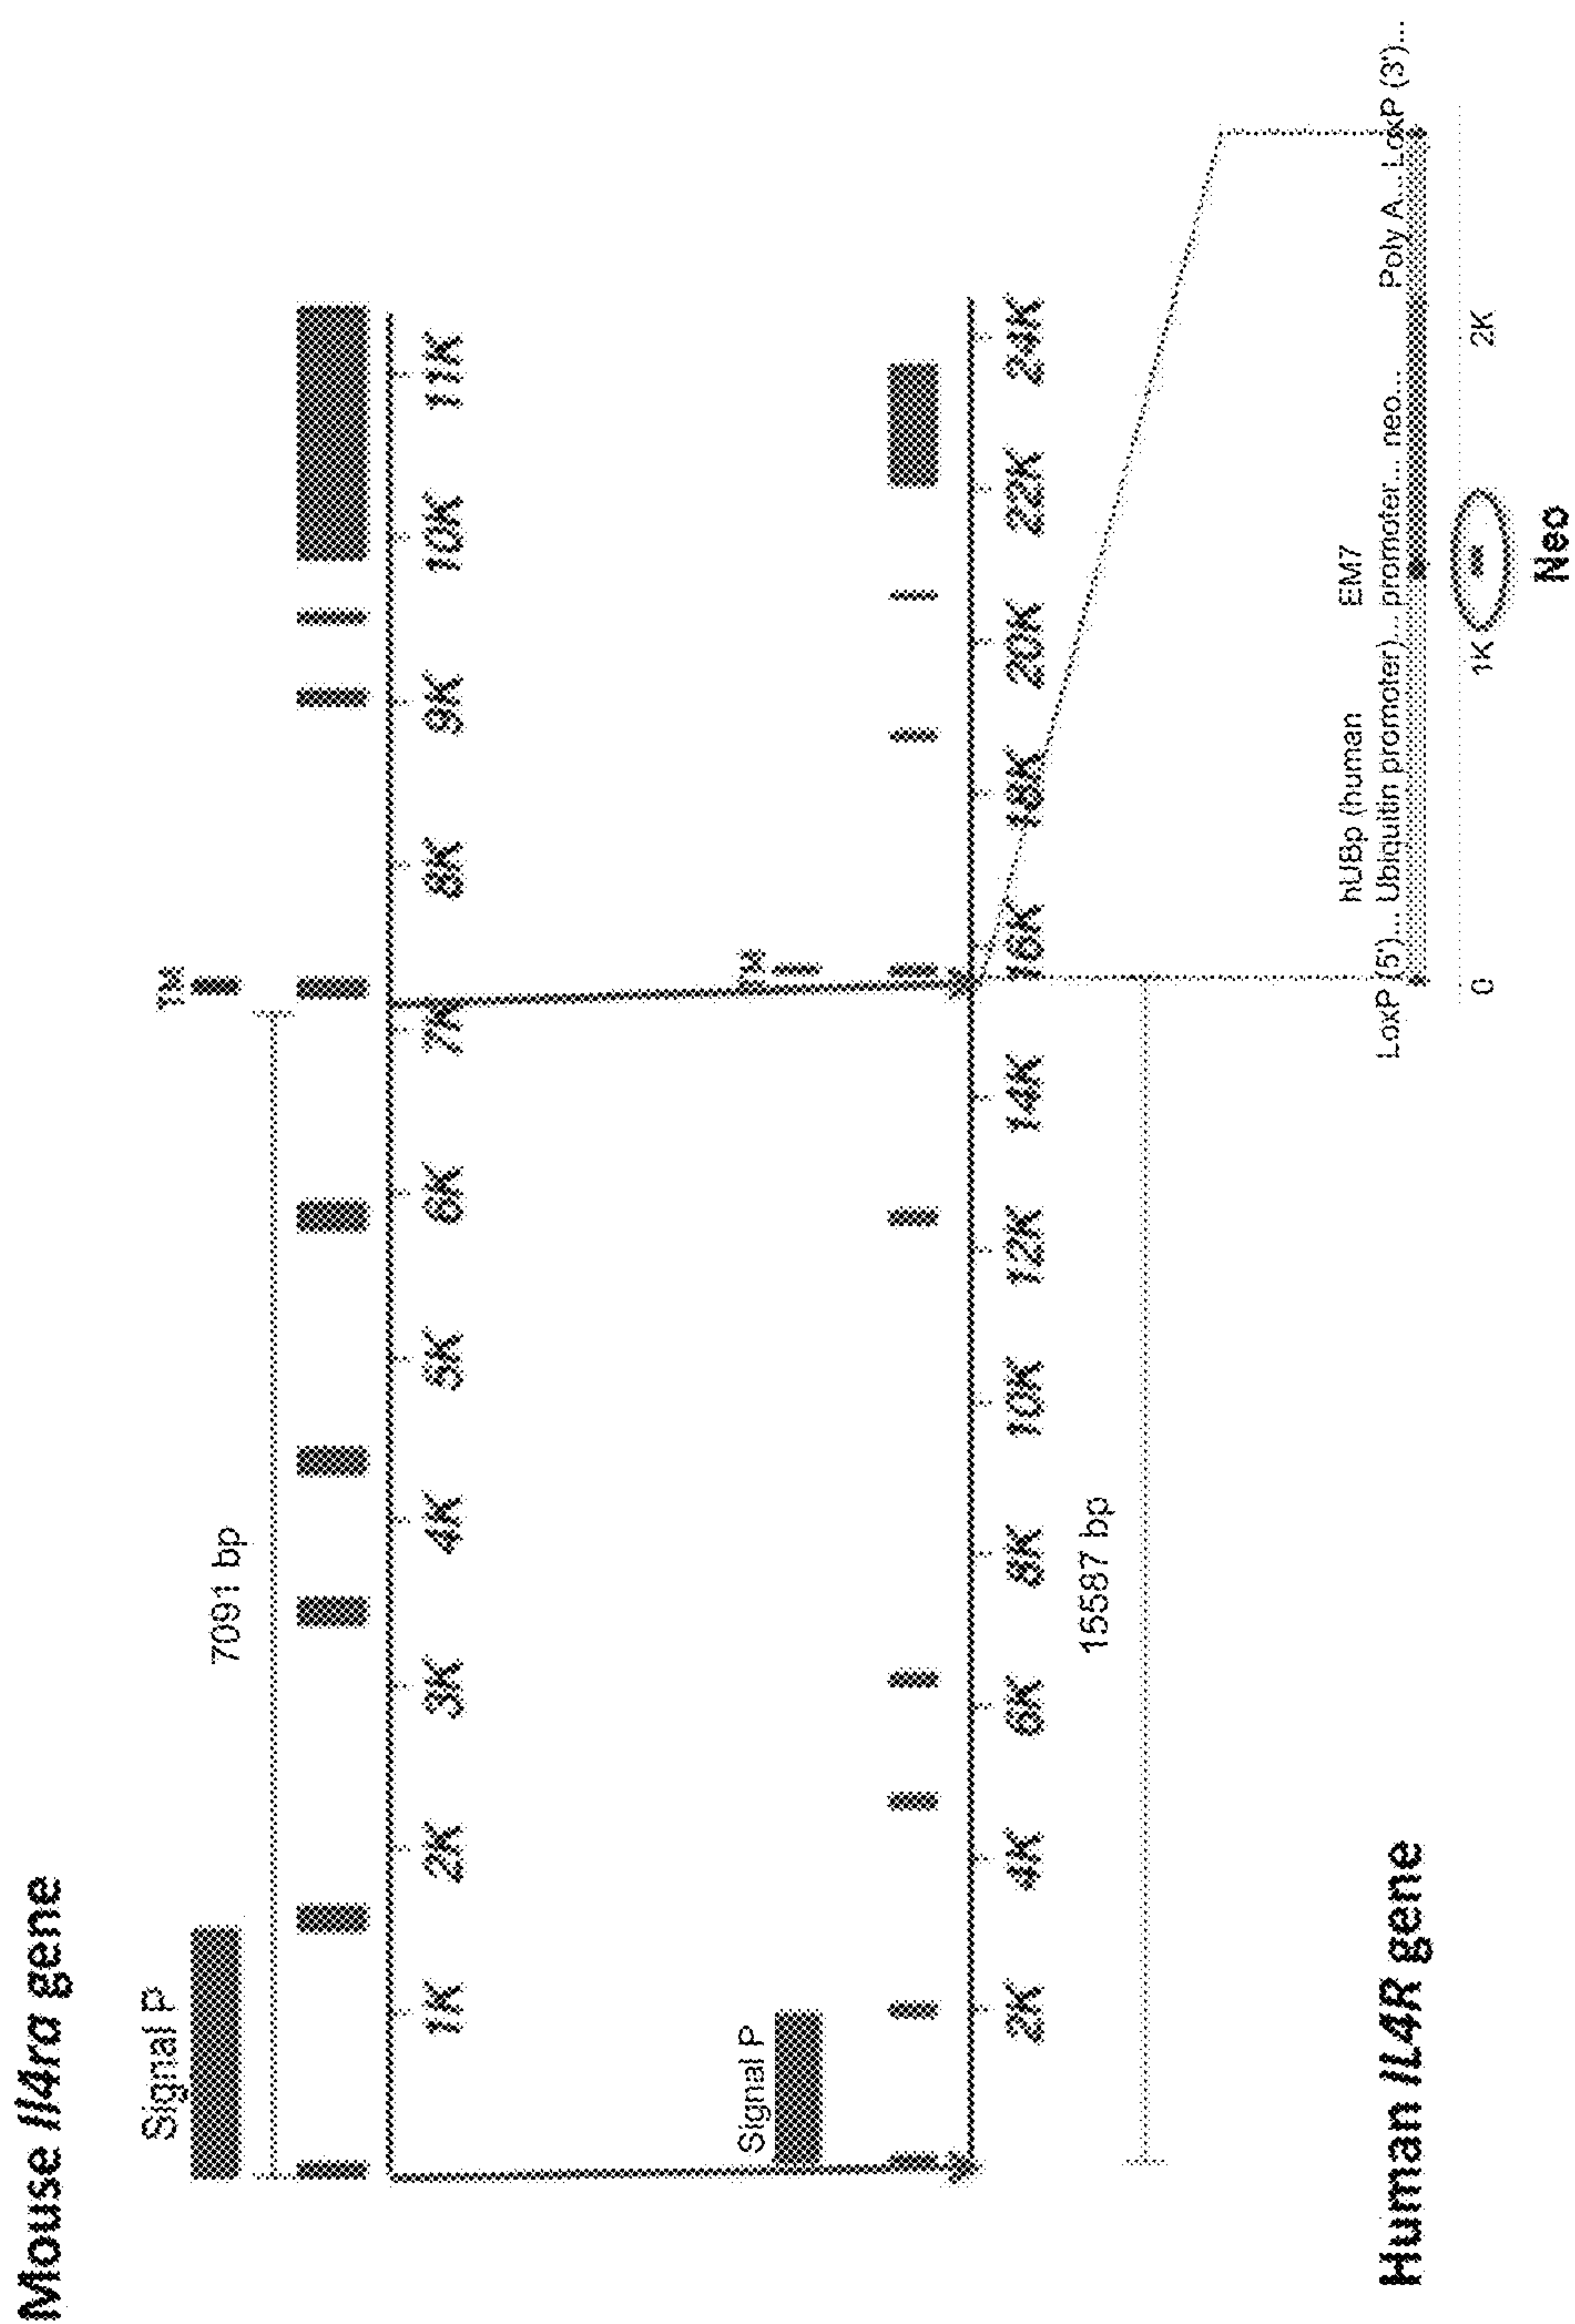 Mouse Il4ra gene
Signal P
TM
7091 bp
1K 2K 3K 4K 5K 6K 7K 8K 9K 10K 11K
Signal P
TM
2K 4K 6K 8K 10K 12K 14K 16K 18K 20K 22K 24K
15587 bp
Human IL4R gene
hUBp (human EM7
LoxP (5')... Ubiquitin promoter)... promoter... neo... Poly A... LoxP (3')...
0 1K 2K
Neo